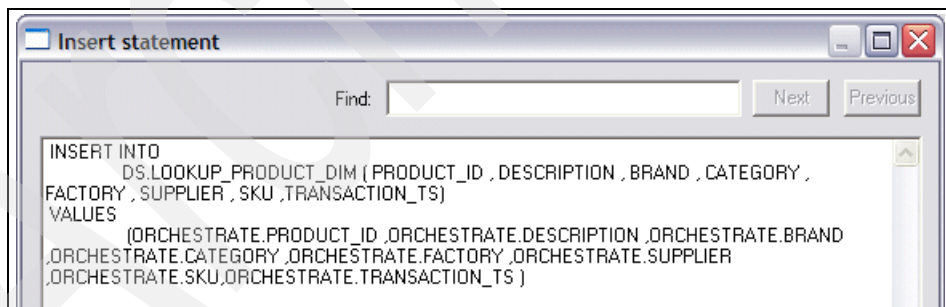 Insert statement
Find:
Next
Previous
INSERT INTO
DS.LOOKUP_PRODUCT_DIM ( PRODUCT_ID , DESCRIPTION , BRAND , CATEGORY ,
FACTORY , SUPPLIER , SKU ,TRANSACTION_TS)
VALUES
(ORCHESTRATE.PRODUCT_ID ,ORCHESTRATE.DESCRIPTION ,ORCHESTRATE.BRAND
,ORCHESTRATE.CATEGORY ,ORCHESTRATE.FACTORY ,ORCHESTRATE.SUPPLIER
,ORCHESTRATE.SKU,ORCHESTRATE.TRANSACTION_TS )